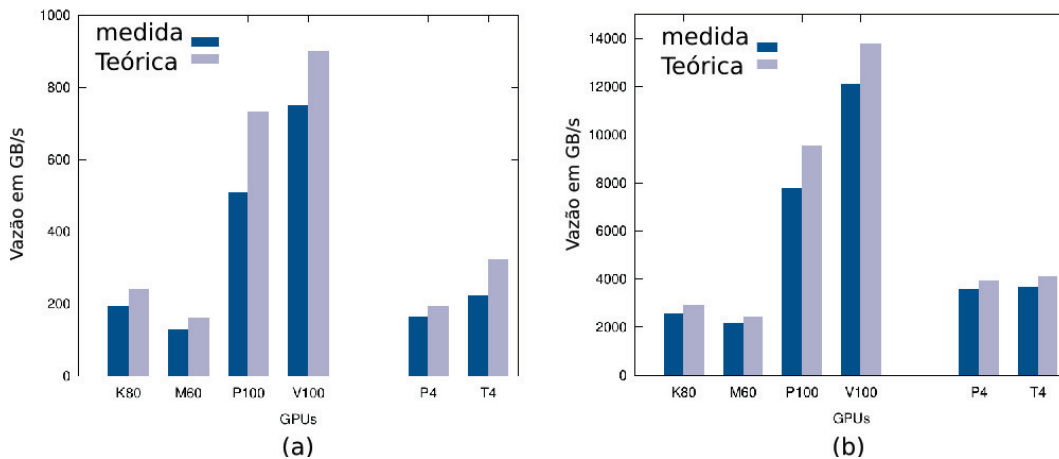 1000
800
600
400
200
0
Vazão em GB/s
medida
Teórica
K80 M60 P100 V100 P4 T4
GPUs
(a)
14000
12000
10000
8000
6000
4000
2000
0
Vazão em GB/s
medida
Teórica
K80 M60 P100 V100 P4 T4
GPUs
(b)